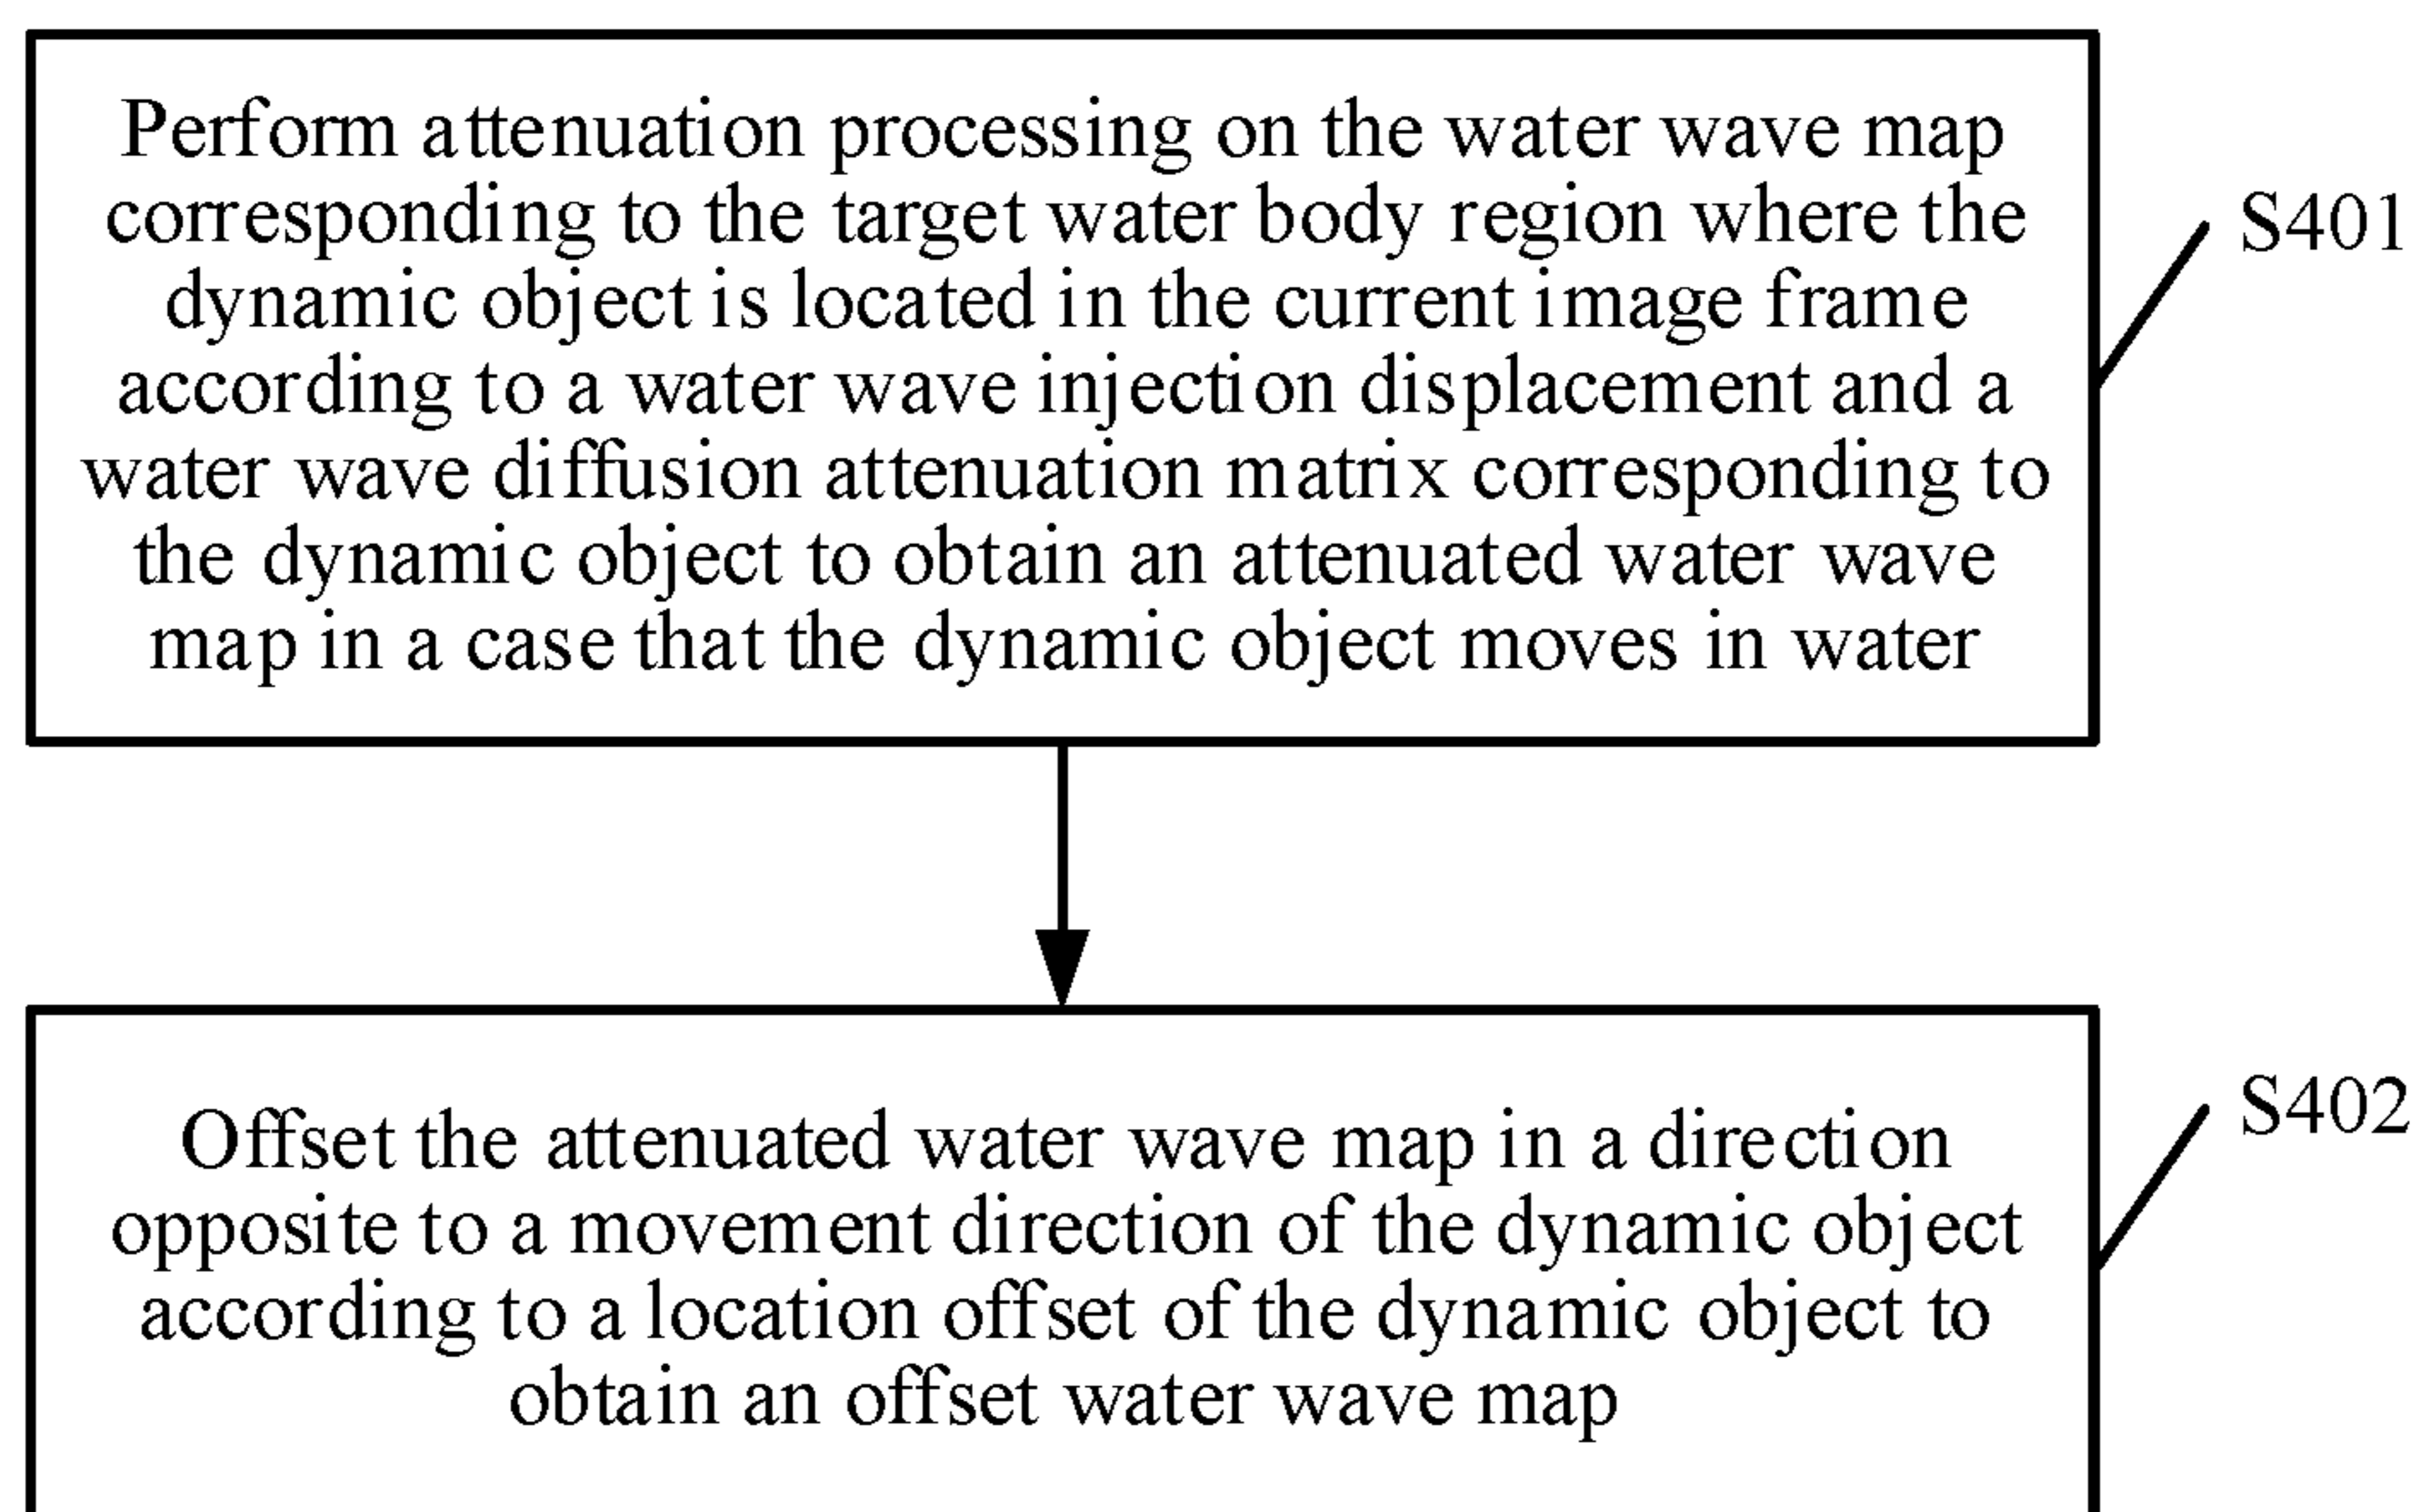 Perform attenuation processing on the water wave map
corresponding to the target water body region where the
dynamic object is located in the current image frame
according to a water wave injection displacement and a
water wave diffusion attenuation matrix corresponding to
the dynamic object to obtain an attenuated water wave
map in a case that the dynamic object moves in water
S401
Offset the attenuated water wave map in a direction
opposite to a movement direction of the dynamic object
according to a location offset of the dynamic object to
obtain an offset water wave map
S402